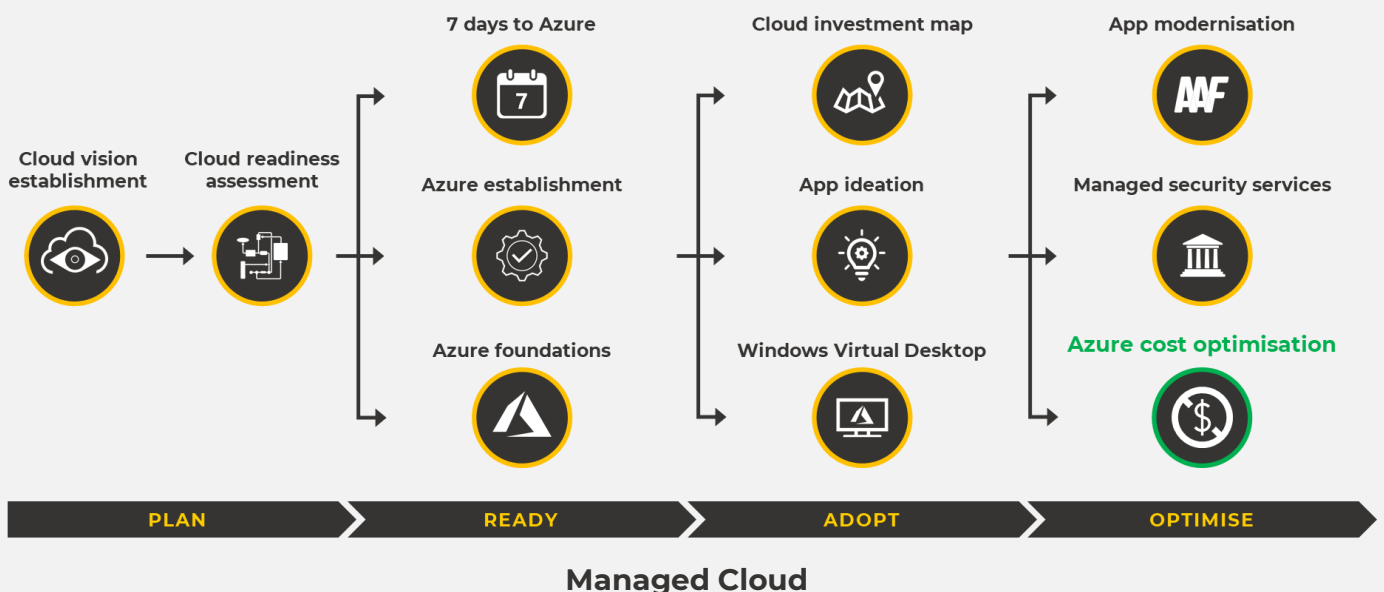 7 days to Azure
Cloud investment map
App modernisation
7
AAF
Cloud vision
establishment
Cloud readiness
assessment
Azure establishment
App ideation
Managed security services
Azure foundations
Windows Virtual Desktop
Azure cost optimisation
$
PLAN
READY
ADOPT
OPTIMISE
Managed Cloud